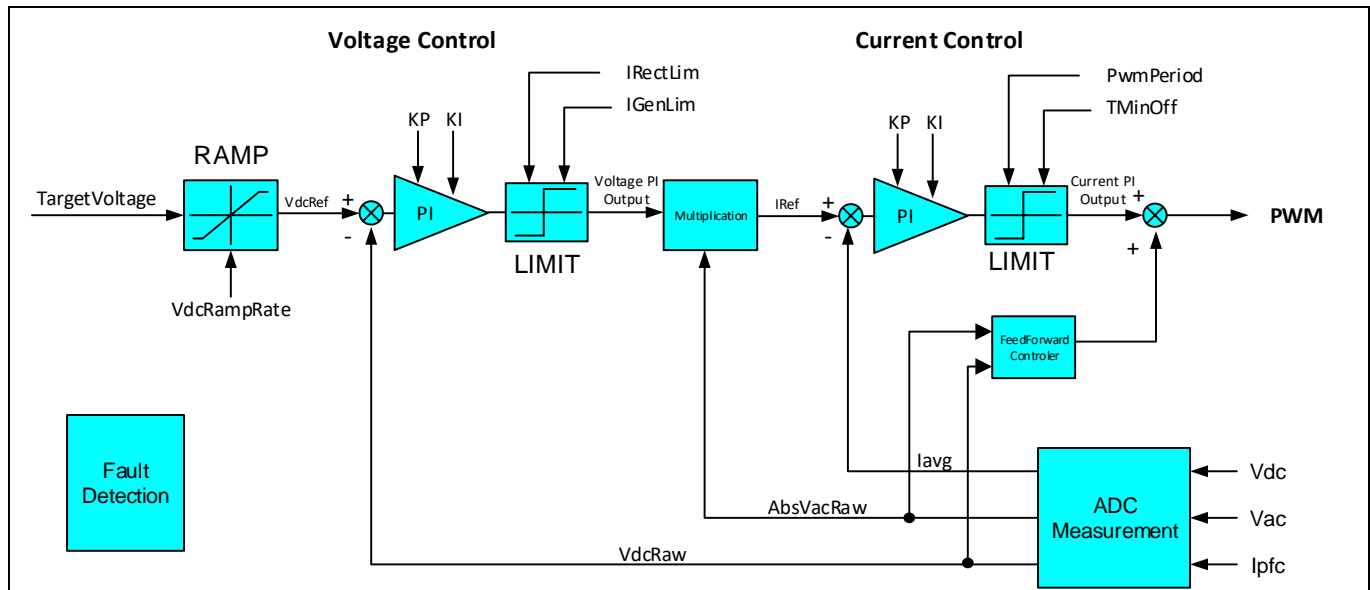 Voltage Control
Current Control
IRectLim
IGenLim
PwmPeriod
TMinOff
KP KI
KP KI
RAMP
TargetVoltage
VdcRef
+
-
PI
LIMIT
Voltage PI
Output
Multiplication
IRef
+
-
PI
LIMIT
Current PI
Output
+
+
PWM
VdcRampRate
FeedForward
Controler
Fault
Detection
Iavg
AbsVacRaw
VdcRaw
ADC
Measurement
Vdc
Vac
Ipfc